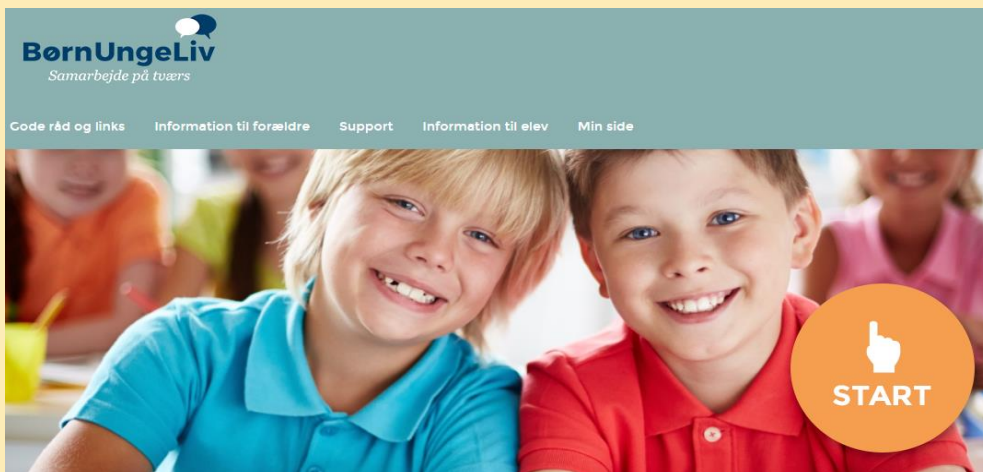 BørnUngeLiv
Samarbejde på tværs
Gode råd og links Information til forældre Support Information til elev Min side
START